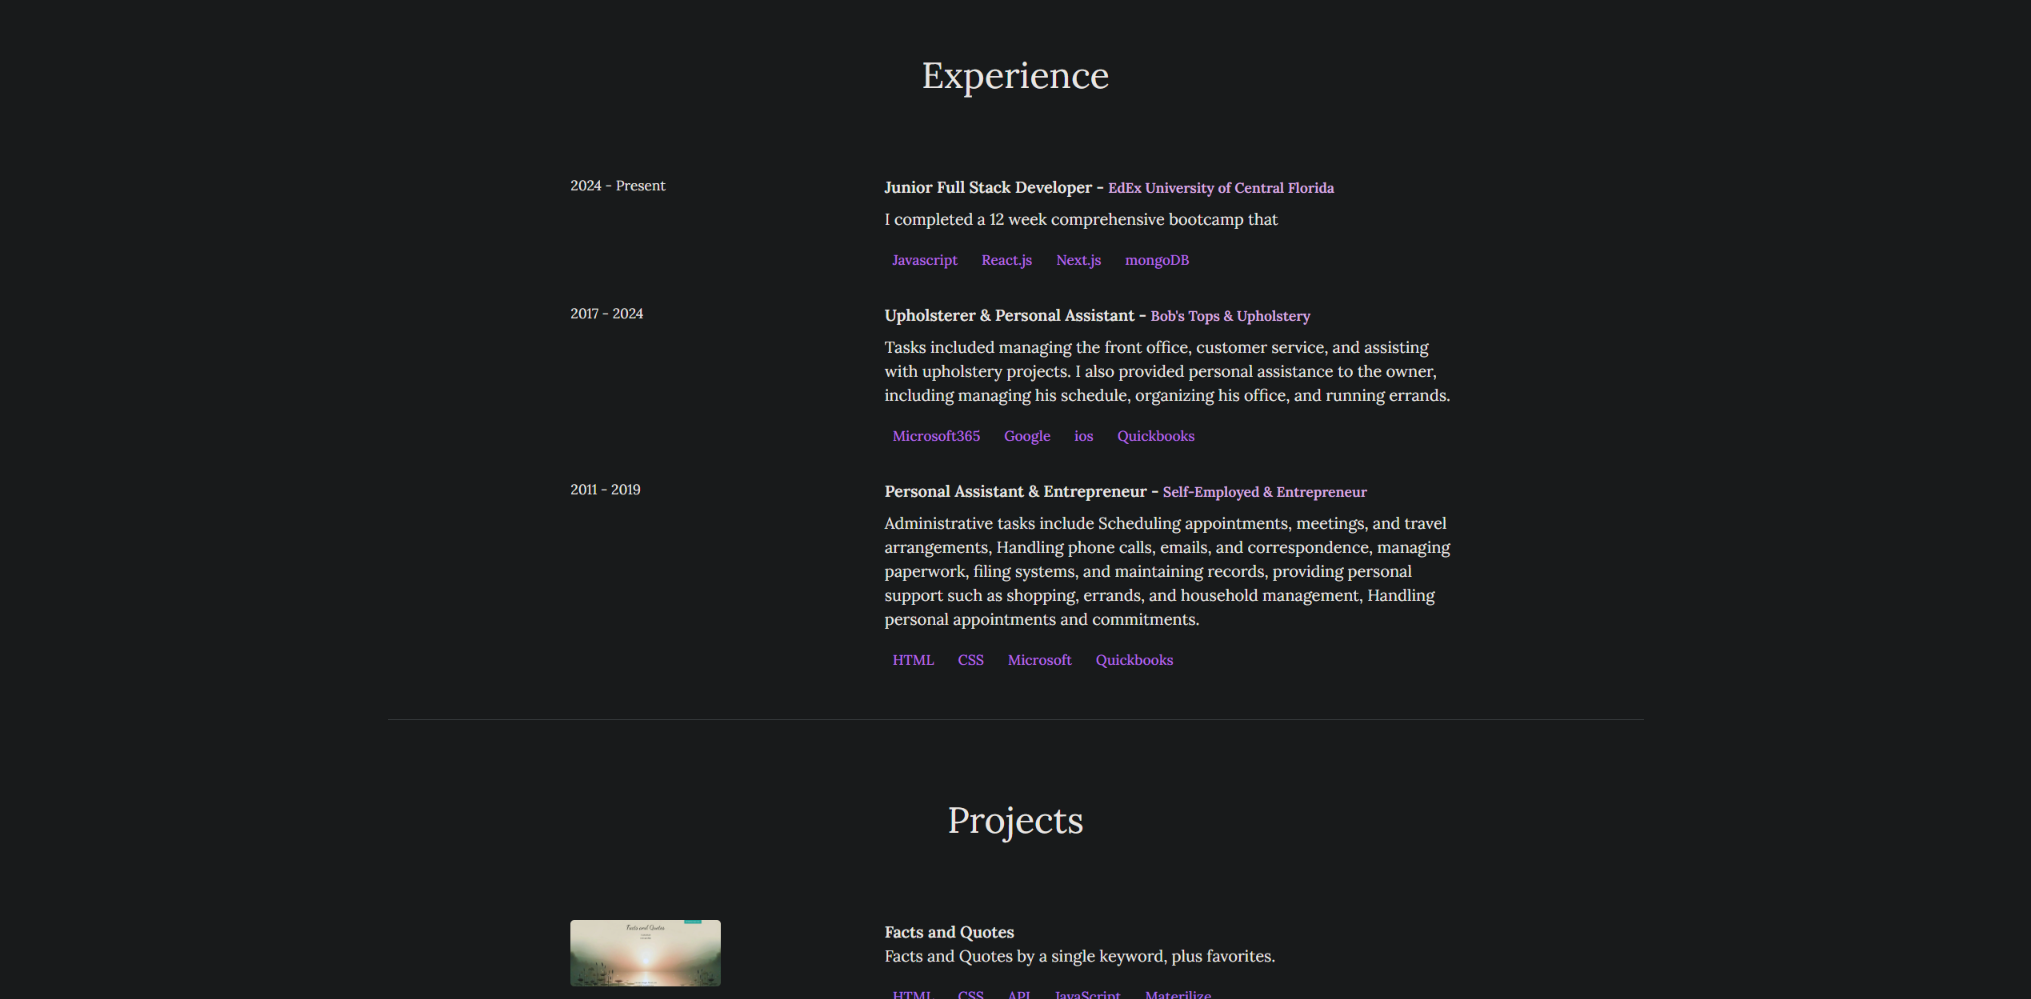 Experience
2024 - Present
Junior Full Stack Developer - EdEx University of Central Florida
I completed a 12 week comprehensive bootcamp that
Javascript React.js Next.js mongoDB
2017 - 2024
Upholsterer & Personal Assistant - Bob's Tops & Upholstery
Tasks included managing the front office, customer service, and assisting
with upholstery projects. I also provided personal assistance to the owner,
including managing his schedule, organizing his office, and running errands.
Microsoft365 Google ios Quickbooks
2011 - 2019
Personal Assistant & Entrepreneur - Self-Employed & Entrepreneur
Administrative tasks include Scheduling appointments, meetings, and travel
arrangements, Handling phone calls, emails, and correspondence, managing
paperwork, filing systems, and maintaining records, providing personal
support such as shopping, errands, and household management, Handling
personal appointments and commitments.
HTML CSS Microsoft Quickbooks
Projects
Facts and Quotes
Facts and Quotes
Facts and Quotes by a single keyword, plus favorites.
HTML CSS API JavaScript Materilize